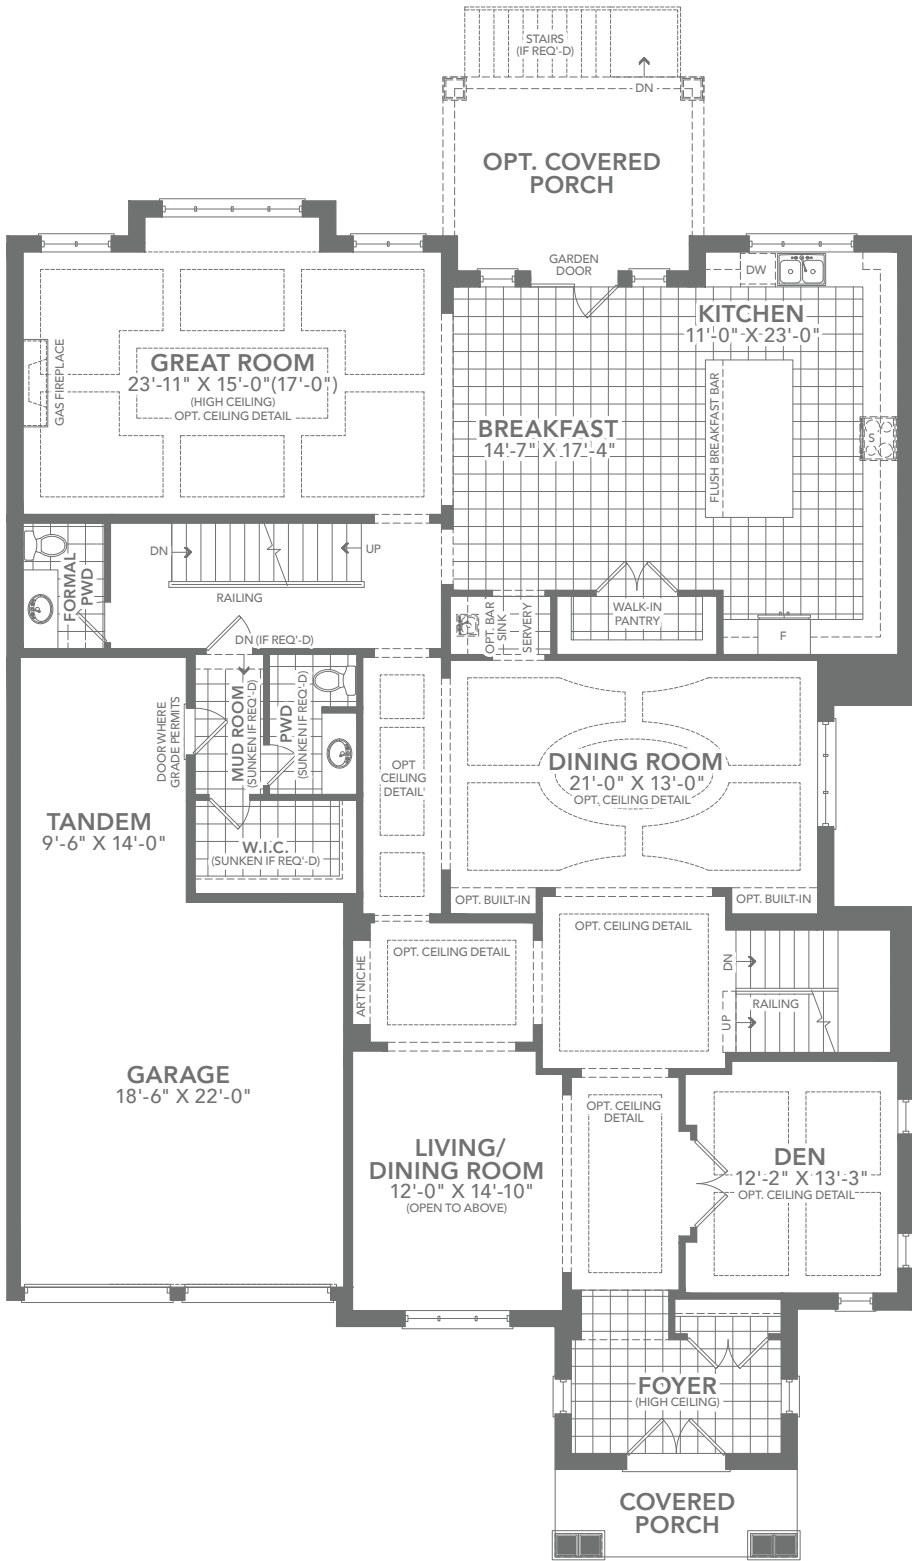 STAIRS
(IF REQ'-D)
DN
OPT. COVERED
PORCH
GARDEN
DOOR
DW
KITCHEN
11'-0" X 23'-0"
GREAT ROOM
23'-11" X 15'-0"(17'-0")
(HIGH CEILING)
OPT. CEILING DETAIL
GAS FIREPLACE
BREAKFAST
14'-7" X 17'-4"
FLUSH BREAKFAST BAR
S
FORMAL
PWD
DN
UP
RAILING
DN (IF REQ'-D)
OPT. BAR
SINK
SERVERY
WALK-IN
PANTRY
F
DOOR WHERE
GRADE PERMITS
MUD ROOM
(SUNKEN IF REQ'-D)
PWD
(SUNKEN IF REQ'-D)
OPT
CEILING
DETAIL
DINING ROOM
21'-0" X 13'-0"
OPT. CEILING DETAIL
TANDEM
9'-6" X 14'-0"
W.I.C.
(SUNKEN IF REQ'-D)
OPT. BUILT-IN
OPT. BUILT-IN
ART NICHE
OPT. CEILING DETAIL
OPT. CEILING DETAIL
DN
RAILING
UP
GARAGE
18'-6" X 22'-0"
OPT. CEILING
DETAIL
LIVING/
DINING ROOM
12'-0" X 14'-10"
(OPEN TO ABOVE)
DEN
12'-2" X 13'-3"
OPT. CEILING DETAIL
FOYER
(HIGH CEILING)
COVERED
PORCH